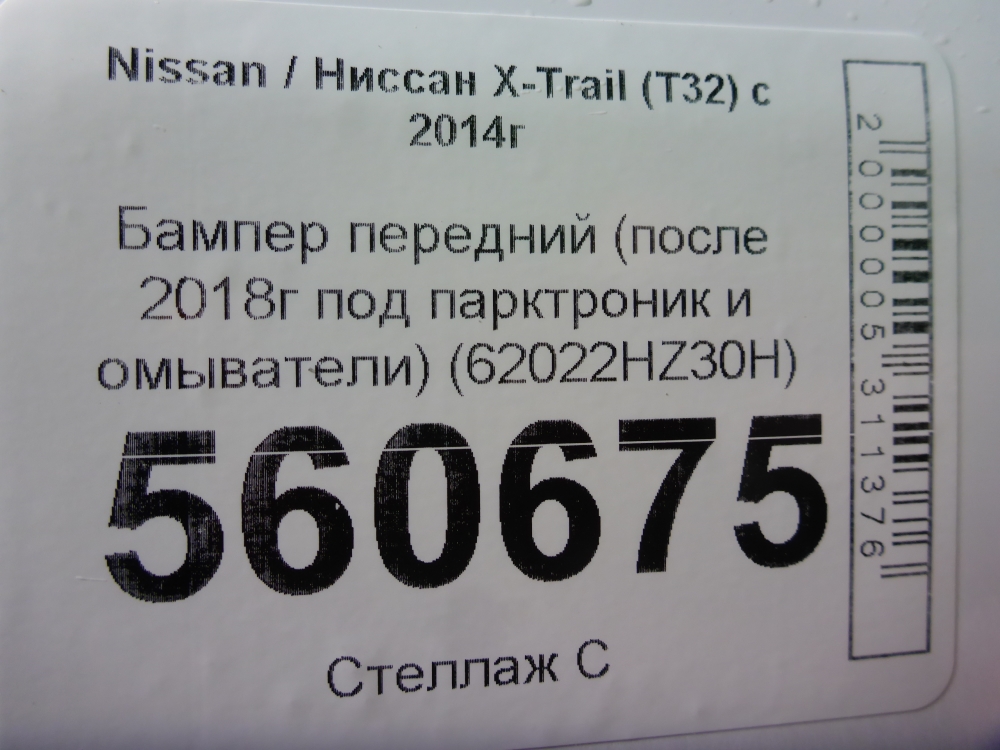 Nissan / Ниссан X-Trail (T32) с
2014г
Бампер передний (после
2018г под парктроник и
омыватели) (62022HZ30H)
560675
Стеллаж С
2000005311376